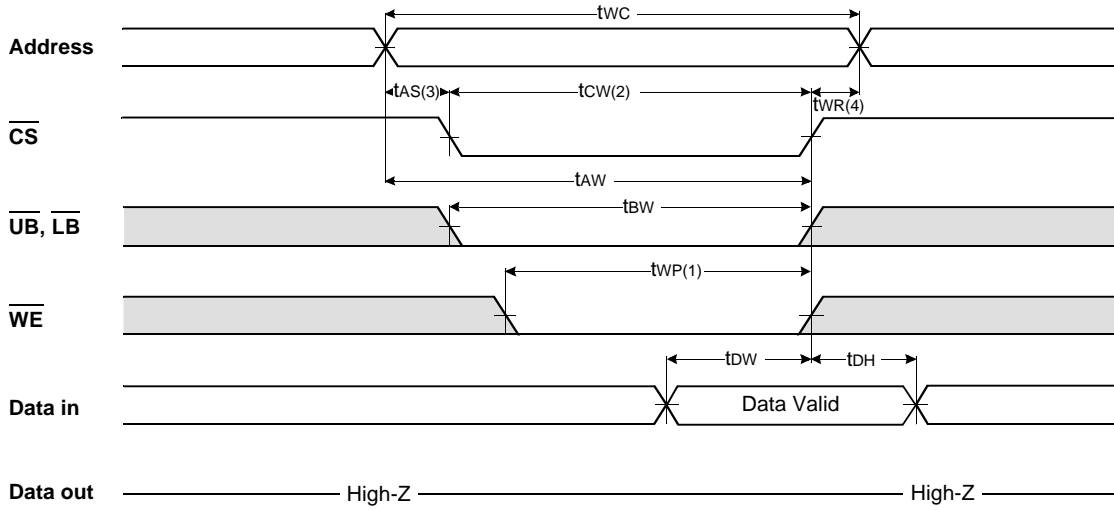 tWC
Address
tAS(3) tCW(2) tWR(4)
CS
tAW
UB, LB
tBW
tWP(1)
WE
tDW tDH
Data in Data Valid
Data out High-Z High-Z